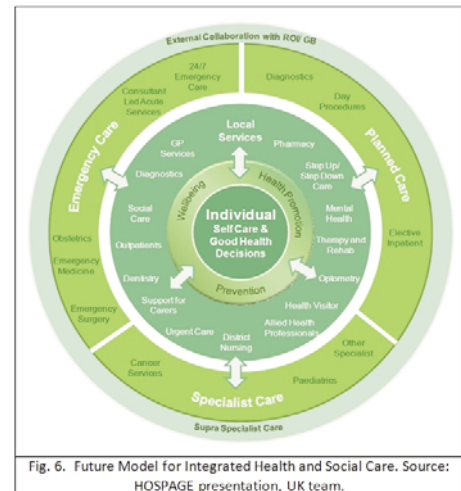 External Collaboration with ROI/ GB
24/7
Emergency
Care
Consultant
Led Acute
Services
Diagnostics
Day
Procedures
Emergency Care
Planned Care
Local
Services
GP
Services
Pharmacy
Diagnostics
Step Up/
Step Down
Care
Wellbeing
Health Promotion
Social
Care
Mental
Health
Individual
Self Care &
Good Health
Decisions
Obstetrics
Outpatients
Therapy and
Rehab
Elective
Inpatient
Emergency
Medicine
Dentistry
Optometry
Prevention
Support for
Carers
Health Visitor
Emergency
Surgery
Urgent Care
District
Nursing
Allied Health
Professionals
Other
Specialist
Cancer
Services
Paediatrics
Specialist Care
Supra Specialist Care
Fig. 6. Future Model for Integrated Health and Social Care. Source:
HOSPAGE presentation, UK team.